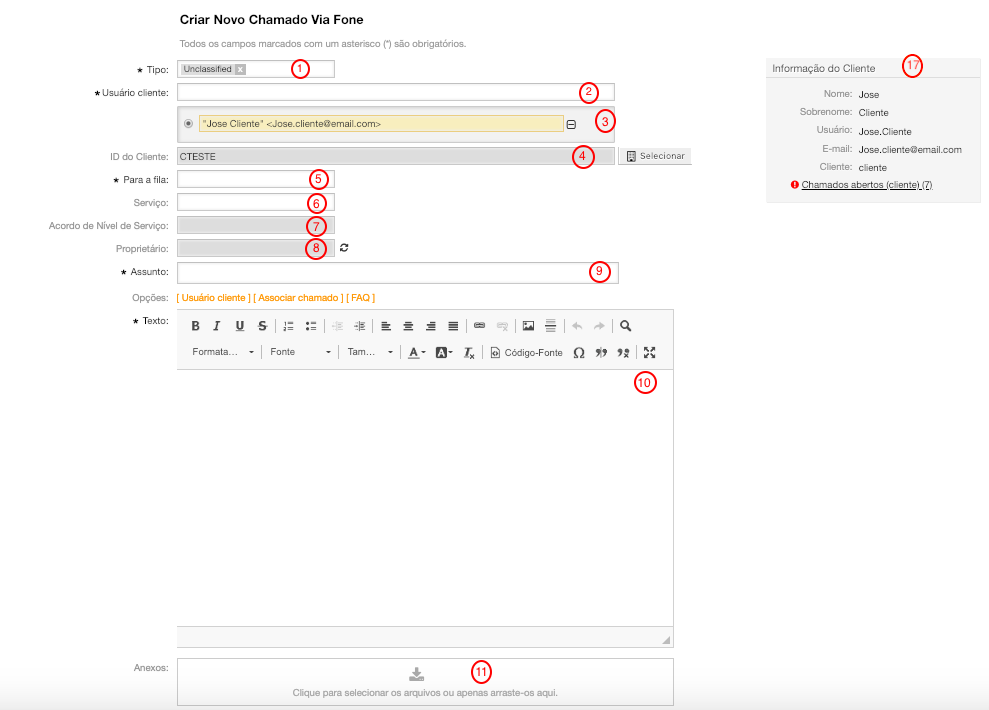 Criar Novo Chamado Via Fone
Todos os campos marcados com um asterisco (*) são obrigatórios.
* Tipo: Unclassified x 1
* Usuário cliente: 2
"Jose Cliente" <Jose.cliente@email.com> 3
ID do Cliente: CTESTE 4 Selecionar
* Para a fila: 5
Serviço: 6
Acordo de Nível de Serviço: 7
Proprietário: 8
* Assunto: 9
Opções: [ Usuário cliente ] [ Associar chamado ] [ FAQ ]
* Texto: B I U S
Formata... Fonte Tam... A A Tx Código-Fonte Ω
10
Anexos: 11
Clique para selecionar os arquivos ou apenas arraste-os aqui.
Informação do Cliente 17
Nome: Jose
Sobrenome: Cliente
Usuário: Jose.Cliente
E-mail: Jose.cliente@email.com
Cliente: cliente
Chamados abertos (cliente) (7)